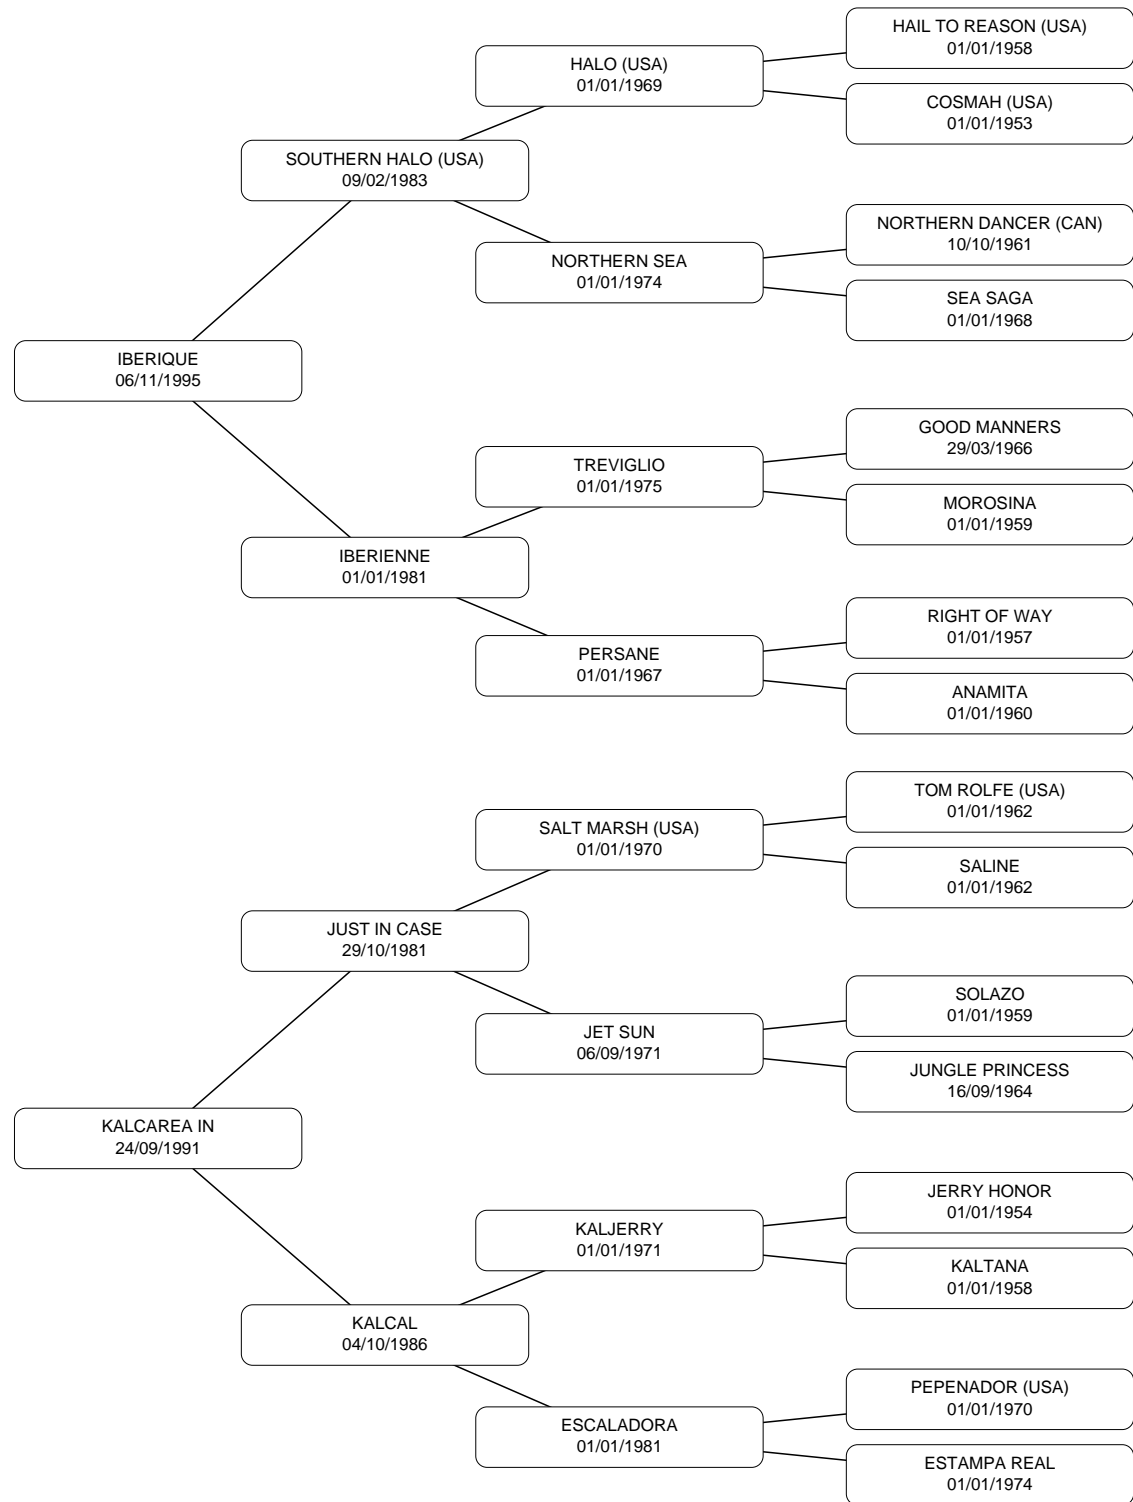 HAIL TO REASON (USA)
01/01/1958
HALO (USA)
01/01/1969
COSMAH (USA)
01/01/1953
SOUTHERN HALO (USA)
09/02/1983
NORTHERN DANCER (CAN)
10/10/1961
NORTHERN SEA
01/01/1974
SEA SAGA
01/01/1968
IBERIQUE
06/11/1995
GOOD MANNERS
29/03/1966
TREVIGLIO
01/01/1975
MOROSINA
01/01/1959
IBERIENNE
01/01/1981
RIGHT OF WAY
01/01/1957
PERSANE
01/01/1967
ANAMITA
01/01/1960
TOM ROLFE (USA)
01/01/1962
SALT MARSH (USA)
01/01/1970
SALINE
01/01/1962
JUST IN CASE
29/10/1981
SOLAZO
01/01/1959
JET SUN
06/09/1971
JUNGLE PRINCESS
16/09/1964
KALCAREA IN
24/09/1991
JERRY HONOR
01/01/1954
KALJERRY
01/01/1971
KALTANA
01/01/1958
KALCAL
04/10/1986
PEPENADOR (USA)
01/01/1970
ESCALADORA
01/01/1981
ESTAMPA REAL
01/01/1974